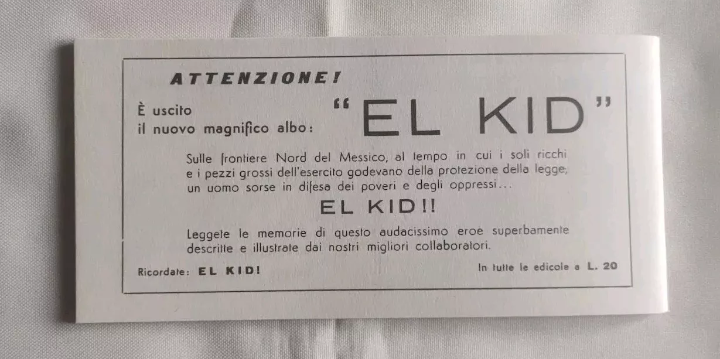 ATTENZIONE!
È uscito
il nuovo magnifico albo: "EL KID"
Sulle frontiere Nord del Messico, al tempo in cui i soli ricchi
e i pezzi grossi dell'esercito godevano della protezione della legge,
un uomo sorse in difesa dei poveri e degli oppressi...
EL KID!!
Leggete le memorie di questo audacissimo eroe superbamente
descritte e illustrate dai nostri migliori collaboratori.
Ricordate: EL KID! In tutte le edicole a L. 20